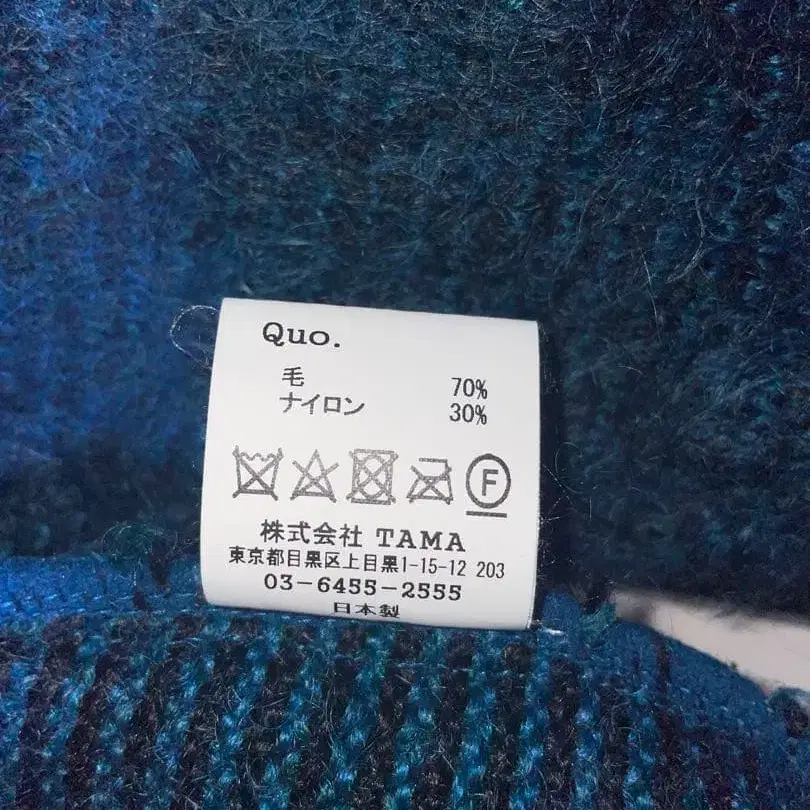 Quo.
毛 70%
ナイロン 30%
F
株式会社 TAMA
東京都目黒区上目黒1-15-12 203
03-6455-2555
日本製